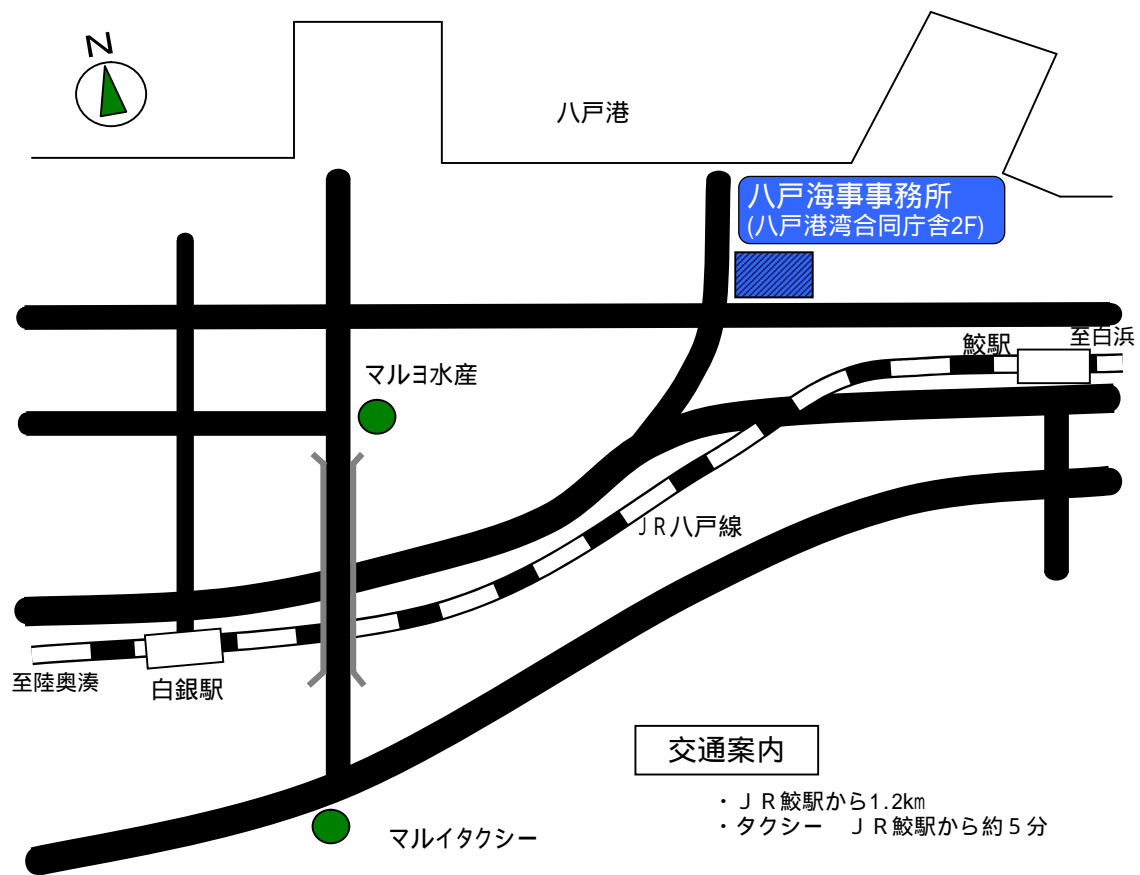 N
八戸港
八戸海事事務所
(八戸港湾合同庁舎2F)
至白浜
鮫駅
マルヨ水産
ＪＲ八戸線
至陸奥湊
白銀駅
交通案内
・ＪＲ鮫駅から1.2km
・タクシー　ＪＲ鮫駅から約５分
マルイタクシー